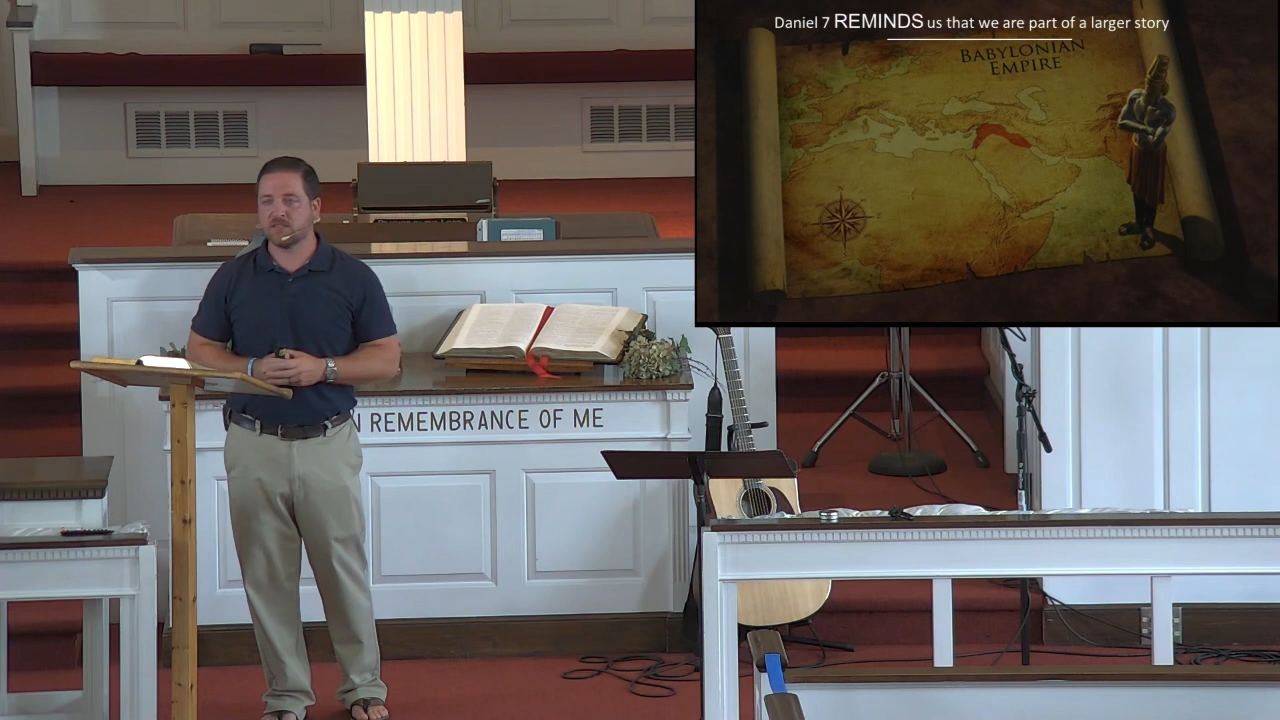 Daniel 7 REMINDS us that we are part of a larger story
BABYLONIAN
EMPIRE
N REMEMBRANCE OF ME